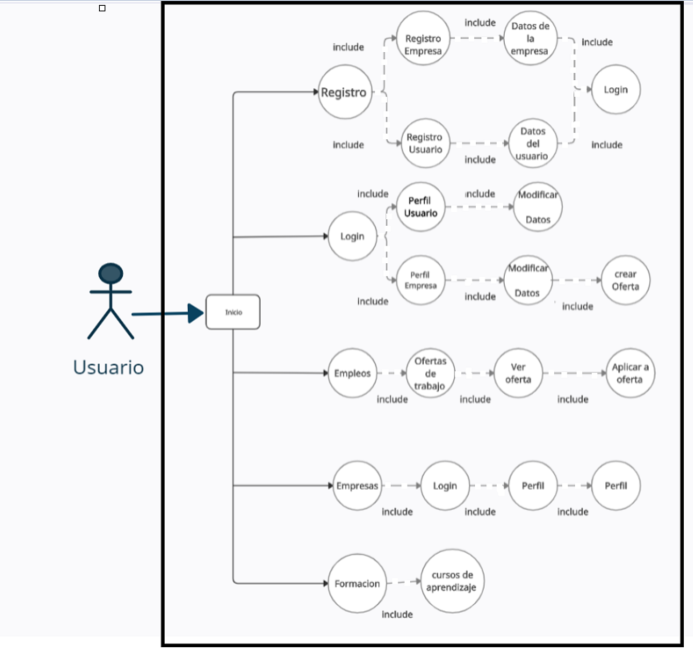 include
Registro
Empresa
include
Datos de
la
empresa
include
Registro
Login
include
Registro
Usuario
include
Datos
del
usuario
include
include
Perfil
Usuario
include
Modificar
Datos
Login
include
Perfil
Empresa
include
Modificar
Datos
include
crear
Oferta
Inicio
Usuario
Empleos
include
Ofertas
de
trabajo
include
Ver
oferta
include
Aplicar a
oferta
Empresas
include
Login
include
Perfil
include
Perfil
Formacion
include
cursos de
aprendizaje